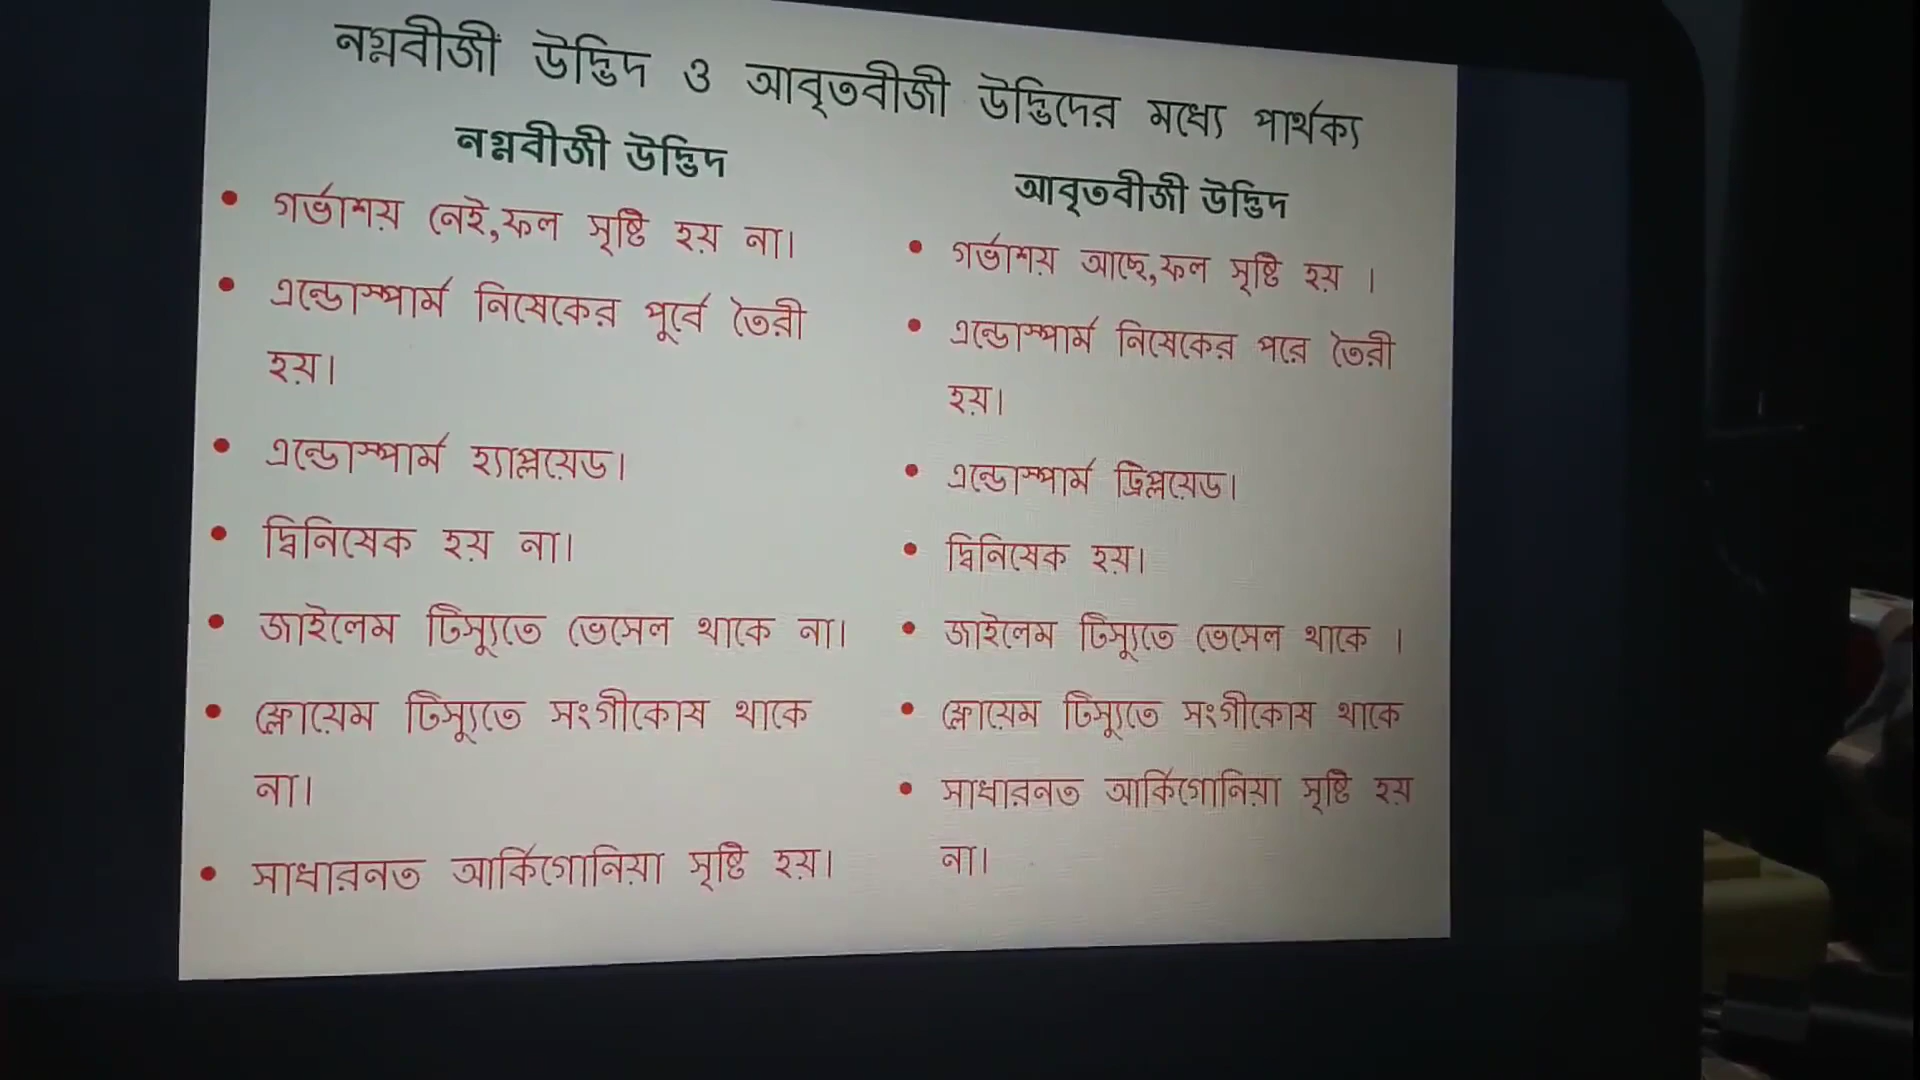 নগ্নবীজী উদ্ভিদ ও আবৃতবীজী উদ্ভিদের মধ্যে পার্থক্য
নগ্নবীজী উদ্ভিদ
• গর্ভাশয় নেই,ফল সৃষ্টি হয় না।
• এন্ডোস্পার্ম নিষেকের পূর্বে তৈরী
হয়।
• এন্ডোস্পার্ম হ্যাপ্লয়েড।
• দ্বিনিষেক হয় না।
• জাইলেম টিস্যুতে ভেসেল থাকে না।
• ফ্লোয়েম টিস্যুতে সংগীকোষ থাকে
না।
• সাধারনত আর্কিগোনিয়া সৃষ্টি হয়।
আবৃতবীজী উদ্ভিদ
• গর্ভাশয় আছে,ফল সৃষ্টি হয় ।
• এন্ডোস্পার্ম নিষেকের পরে তৈরী
হয়।
• এন্ডোস্পার্ম ট্রিপ্লয়েড।
• দ্বিনিষেক হয়।
• জাইলেম টিস্যুতে ভেসেল থাকে ।
• ফ্লোয়েম টিস্যুতে সংগীকোষ থাকে
• সাধারনত আর্কিগোনিয়া সৃষ্টি হয়
না।